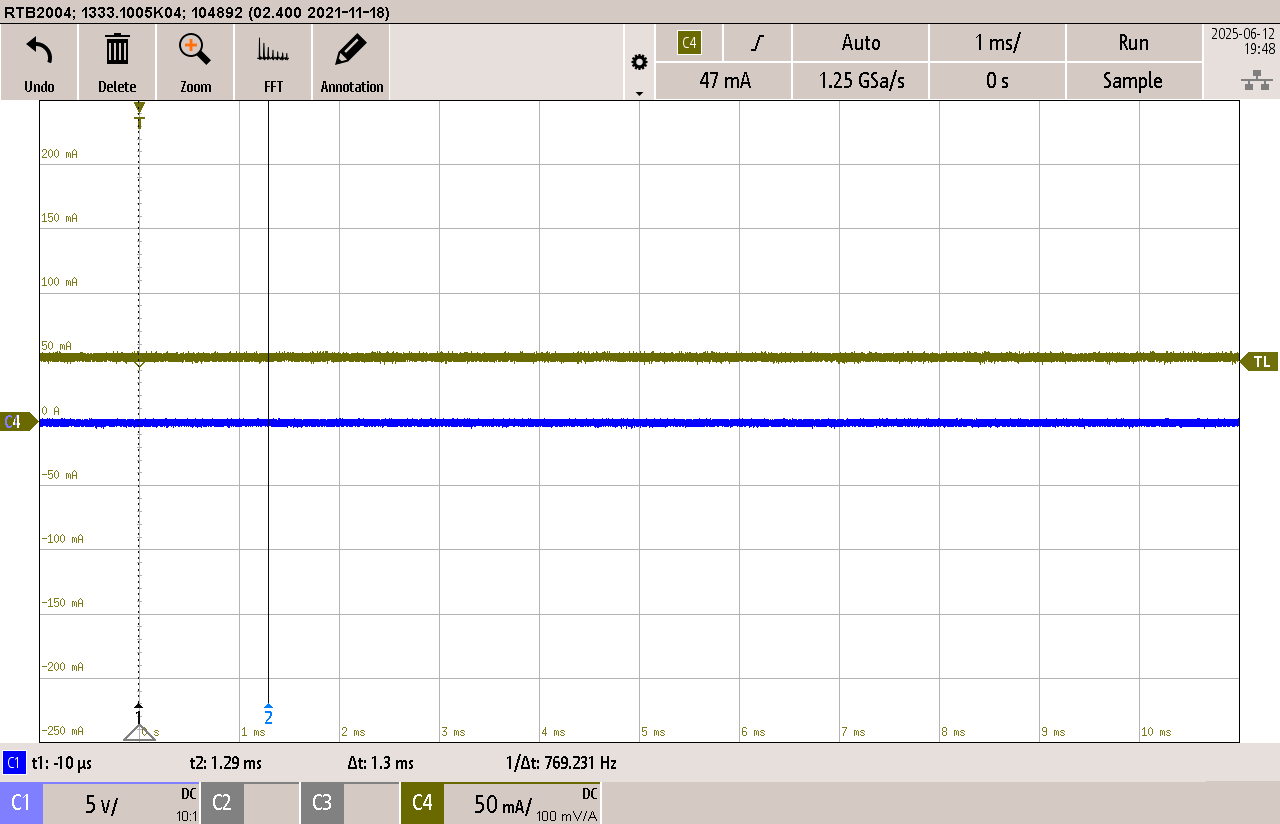 RTB2004; 1333.1005K04; 104892 (02.400 2021-11-18)
Undo Delete Zoom FFT Annotation
C4 Auto 1 ms/ Run
47 mA 1.25 GSa/s 0 s Sample
2025-06-12
19:48
T
200 mA
150 mA
100 mA
50 mA
TL
0 A
C4
-50 mA
-100 mA
-150 mA
-200 mA
1 2
-250 mA 0 s 1 ms 2 ms 3 ms 4 ms 5 ms 6 ms 7 ms 8 ms 9 ms 10 ms
C1 t1: -10 µs t2: 1.29 ms Δt: 1.3 ms 1/Δt: 769.231 Hz
C1 5 V/ DC 10:1 C2 C3 C4 50 mA/ DC 100 mV/A